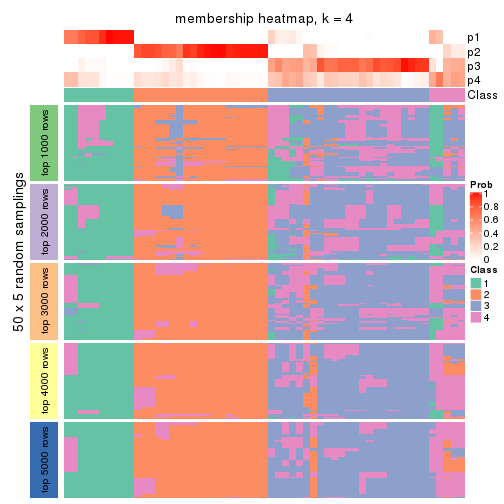 membership heatmap, k = 4
p1
p2
p3
p4
Class
50 x 5 random samplings
top 1000 rows
top 2000 rows
top 3000 rows
top 4000 rows
top 5000 rows
Prob
1
0.8
0.6
0.4
0.2
0
Class
1
2
3
4